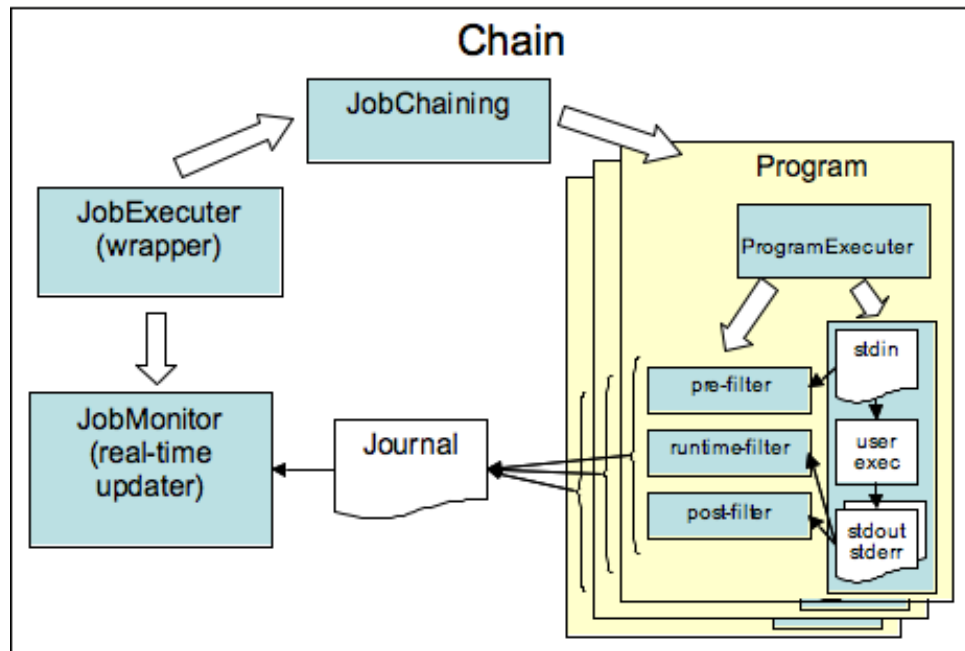 Chain
JobChaining
Program
JobExecuter
(wrapper)
ProgramExecuter
stdin
pre-filter
JobMonitor
(real-time
updater)
Journal
runtime-filter
user
exec
post-filter
stdout
stderr